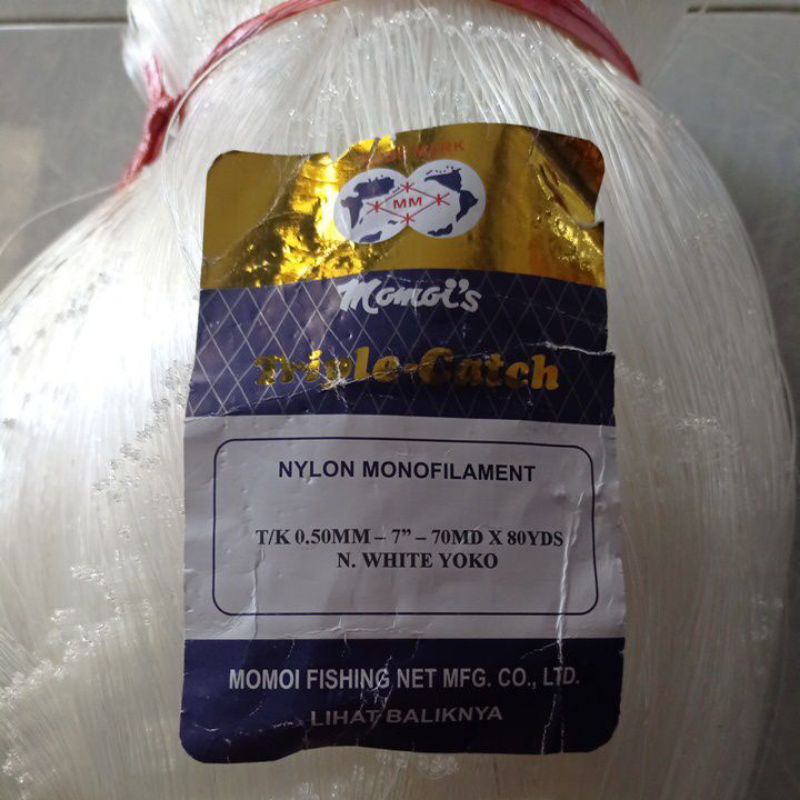 MARK
MM
Momoi's
Triple-Catch
NYLON MONOFILAMENT
T/K 0.50MM – 7” – 70MD X 80YDS
N. WHITE YOKO
MOMOI FISHING NET MFG. CO., LTD.
LIHAT BALIKNYA